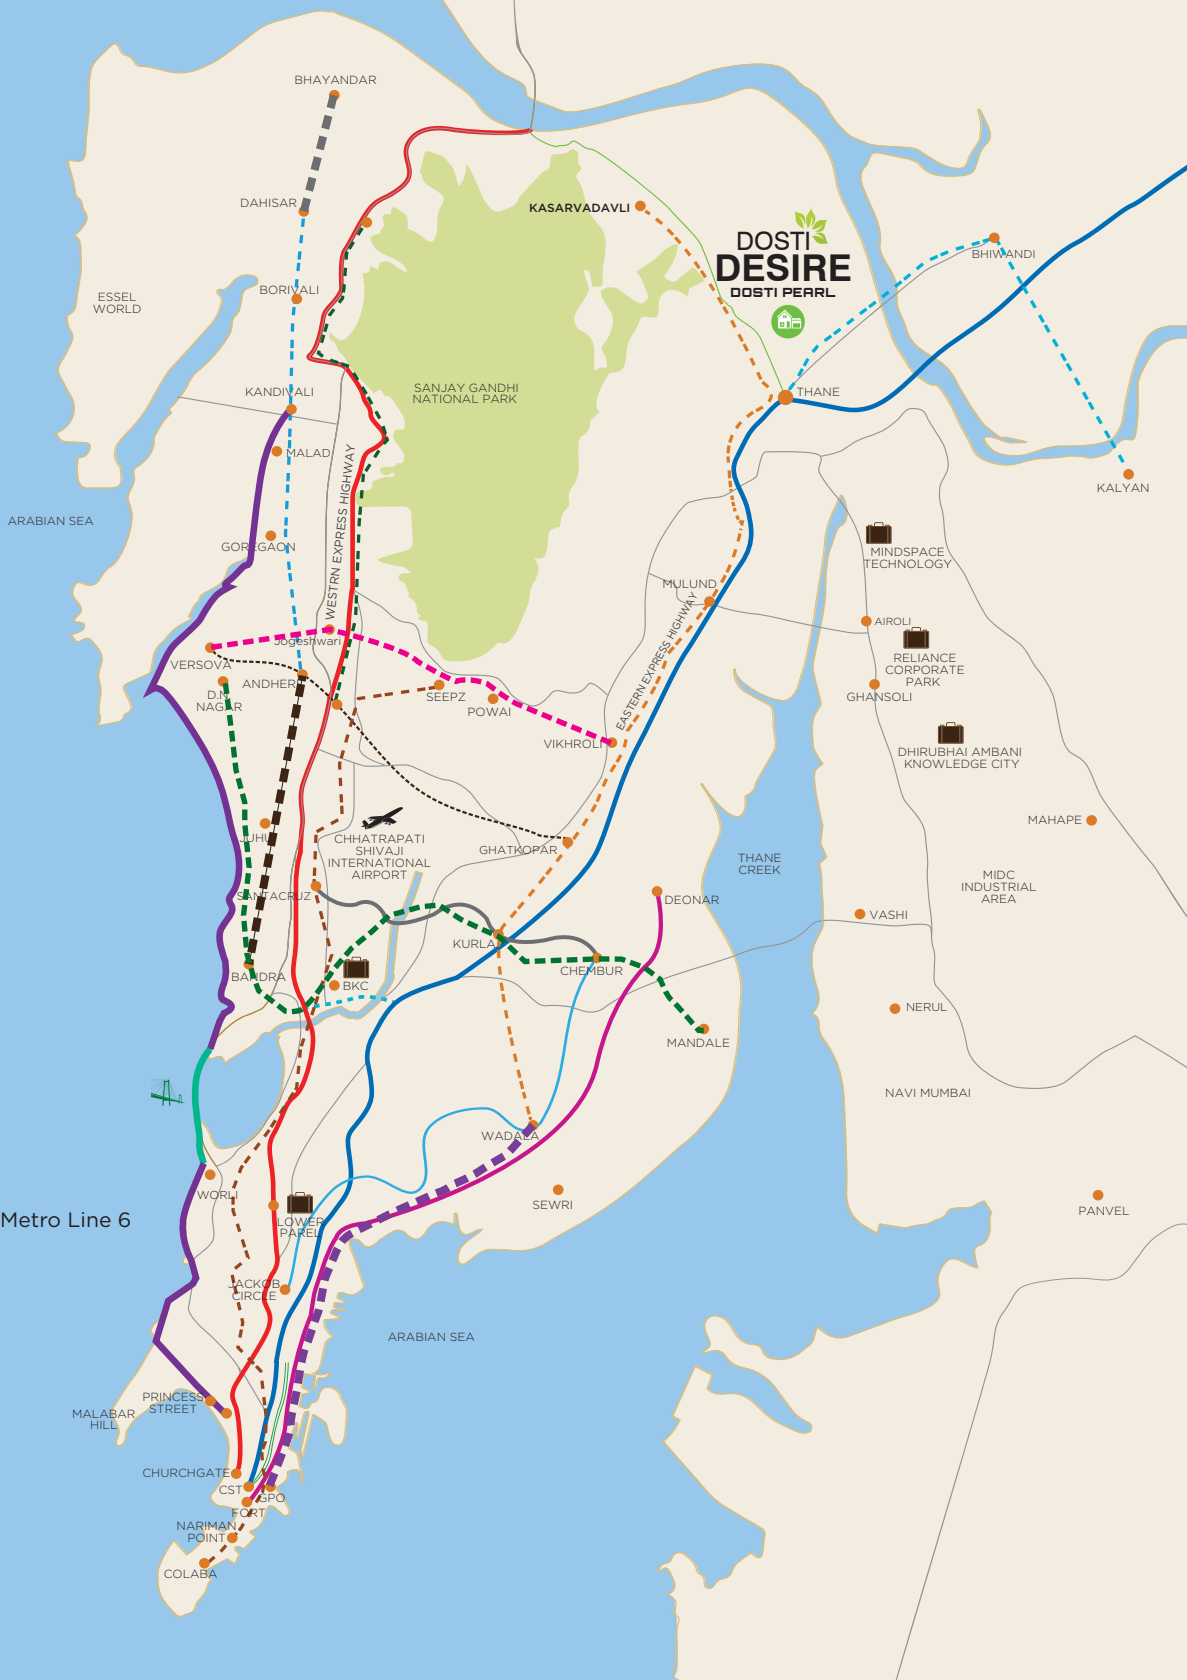 BHAYANDAR
DAHISAR
KASARVADAVLI
DOSTI
DESIRE
DOSTI PEARL
BHIWANDI
BORIVALI
ESSEL
WORLD
KANDIVALI
SANJAY GANDHI
NATIONAL PARK
THANE
MALAD
WESTRN EXPRESS HIGHWAY
KALYAN
ARABIAN SEA
GOREGAON
MINDSPACE
TECHNOLOGY
MULUND
AIROLI
EASTERN EXPRESS HIGHWAY
Jogeshwari
RELIANCE
CORPORATE
PARK
VERSOVA
ANDHERI
D.N.
NAGAR
SEEPZ
POWAI
GHANSOLI
VIKHROLI
DHIRUBHAI AMBANI
KNOWLEDGE CITY
JUHU
CHHATRAPATI
SHIVAJI
INTERNATIONAL
AIRPORT
GHATKOPAR
MAHAPE
THANE
CREEK
MIDC
INDUSTRIAL
AREA
SANTACRUZ
DEONAR
VASHI
KURLA
CHEMBUR
BANDRA
BKC
NERUL
MANDALE
NAVI MUMBAI
WADALA
WORLI
SEWRI
PANVEL
Metro Line 6
LOWER
PAREL
JACKOB
CIRCLE
ARABIAN SEA
PRINCESS
STREET
MALABAR
HILL
CHURCHGATE
CST
GPO
FORT
NARIMAN
POINT
COLABA